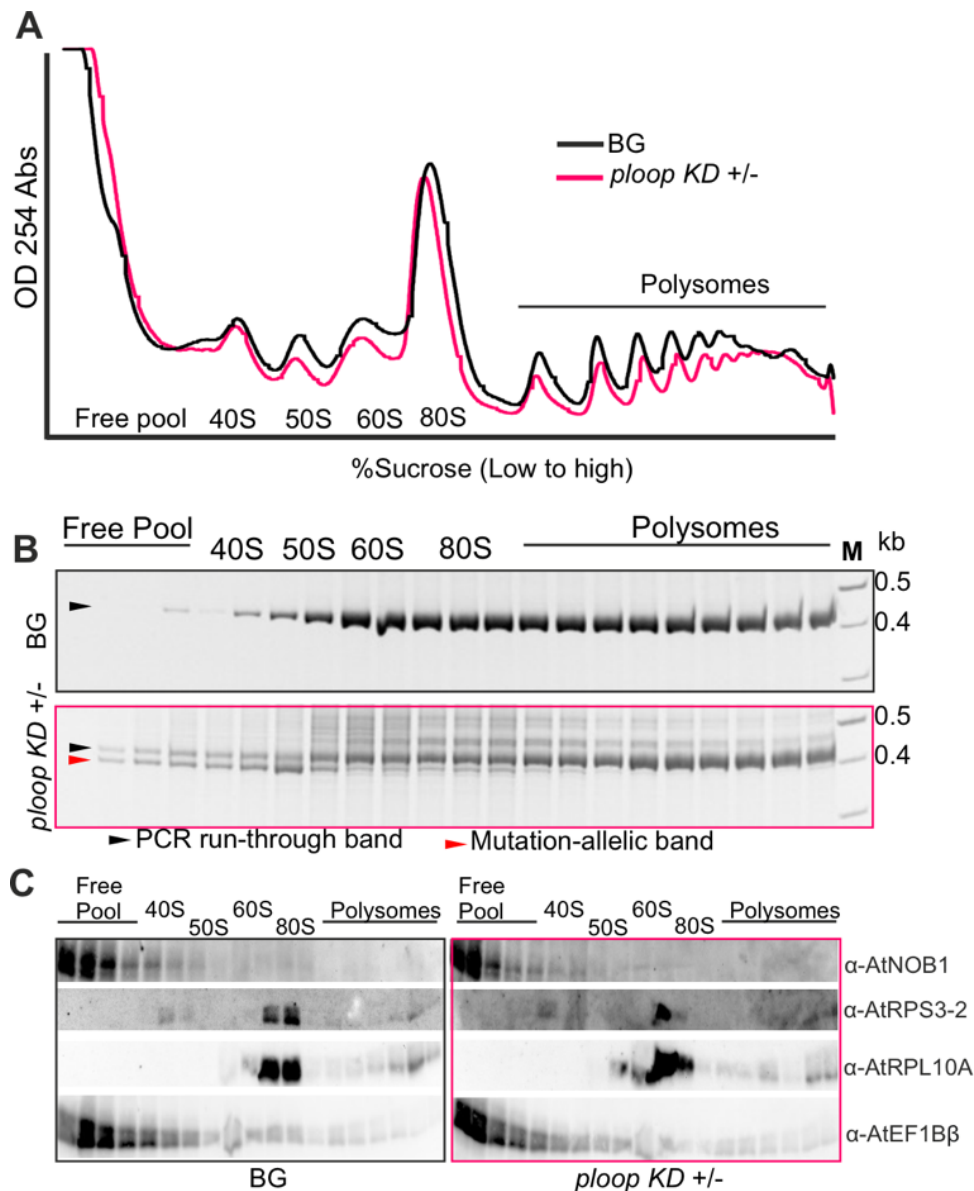 A
OD 254 Abs
BG
ploop KD +/-
Polysomes
Free pool 40S 50S 60S 80S
%Sucrose (Low to high)
B
Free Pool 40S 50S 60S 80S Polysomes M kb
BG
0.5
0.4
ploop KD +/-
0.5
0.4
PCR run-through band
Mutation-allelic band
C
Free Pool 40S 50S 60S 80S Polysomes
Free Pool 40S 50S 60S 80S Polysomes
α-AtNOB1
α-AtRPS3-2
α-AtRPL10A
α-AtEF1Bβ
BG
ploop KD +/-